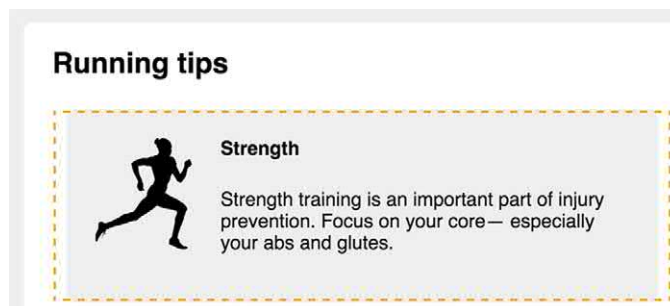 Running tips
Strength
Strength training is an important part of injury
prevention. Focus on your core— especially
your abs and glutes.